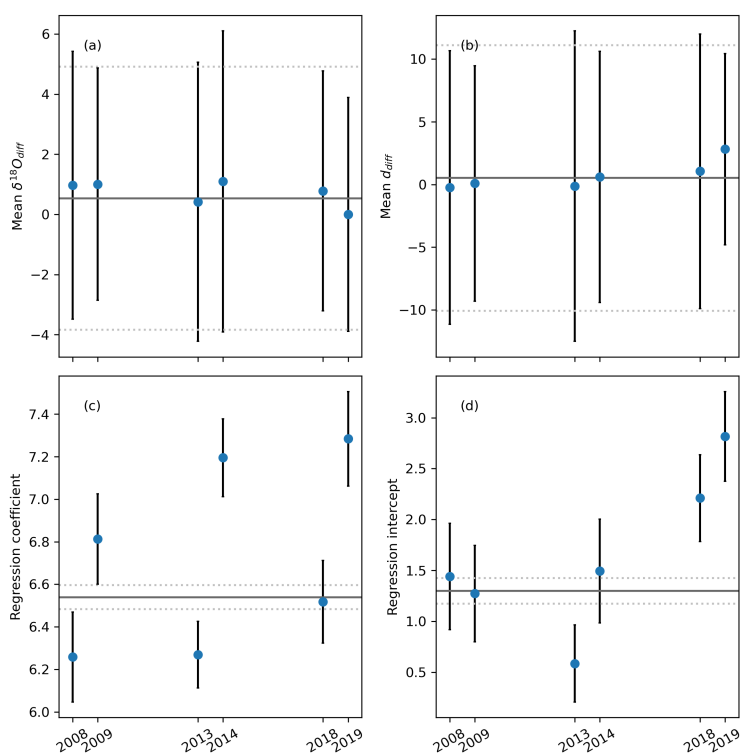 (a)
Mean δ¹⁸O_diff
6
4
2
0
−2
−4
(b)
Mean d_diff
10
5
0
−5
−10
(c)
Regression coefficient
7.4
7.2
7.0
6.8
6.6
6.4
6.2
6.0
2008 2009 2013 2014 2018 2019
(d)
Regression intercept
3.0
2.5
2.0
1.5
1.0
0.5
2008 2009 2013 2014 2018 2019